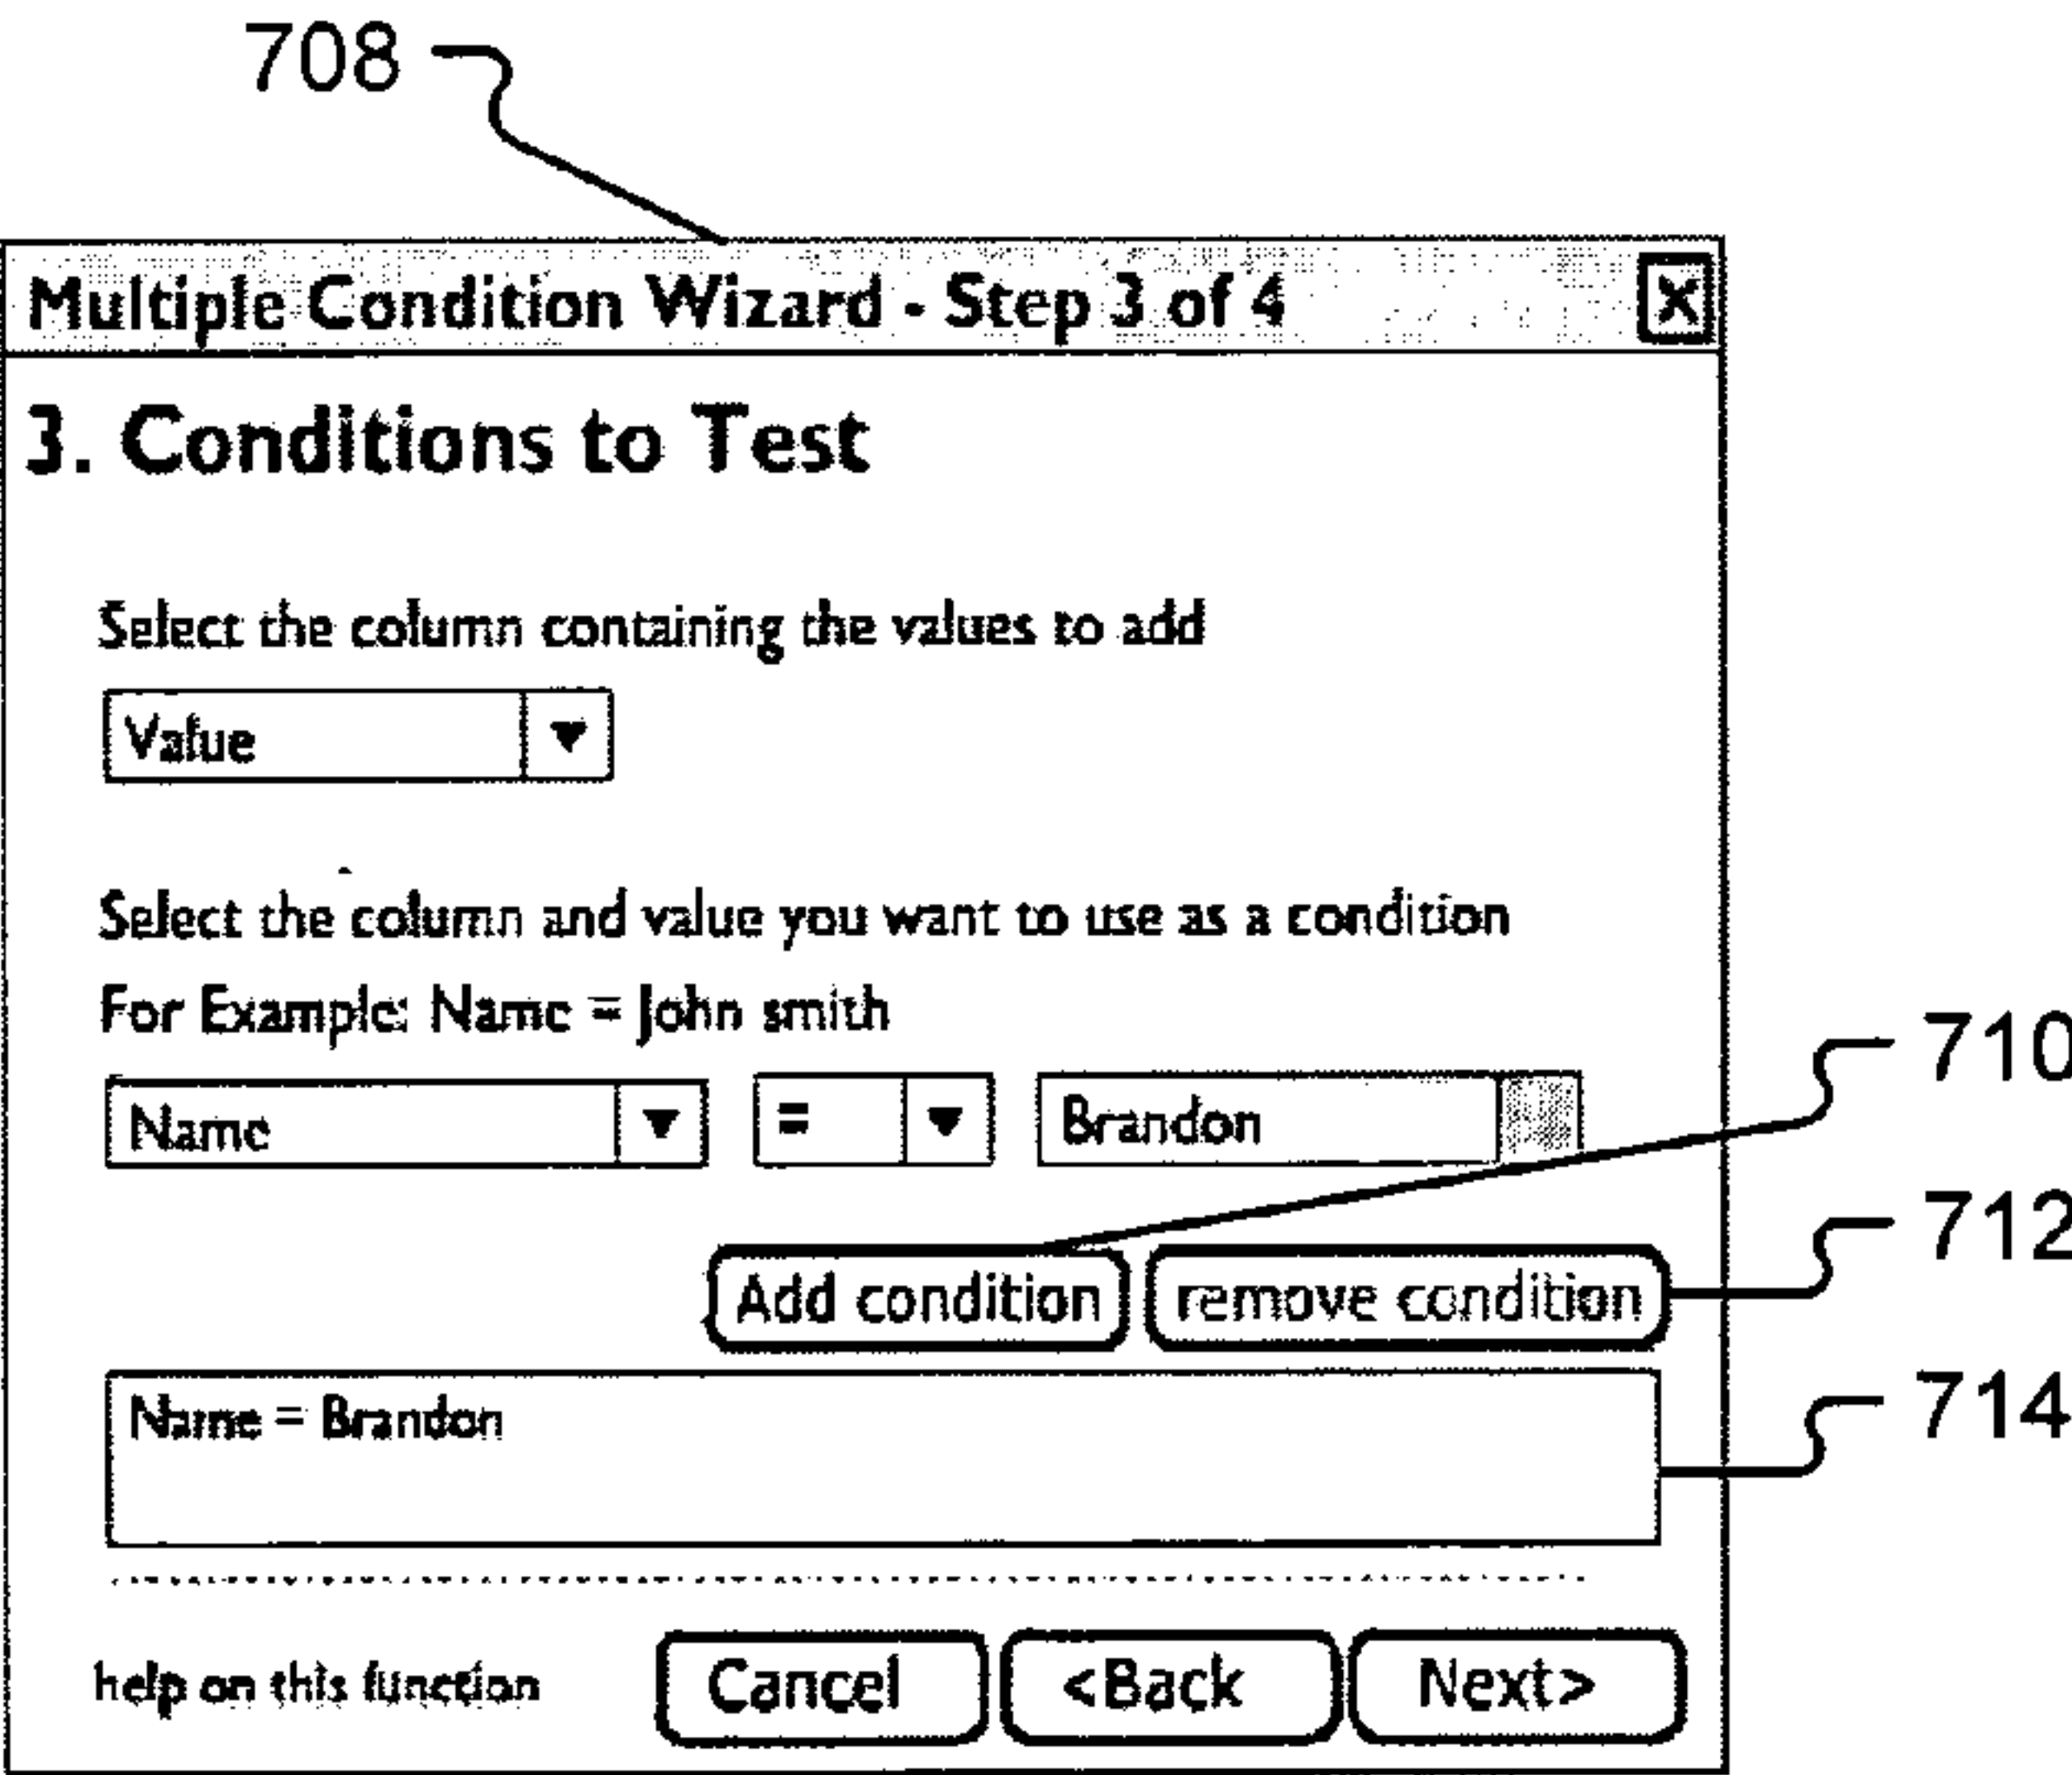 708
Multiple Condition Wizard - Step 3 of 4 X
3. Conditions to Test
Select the column containing the values to add
Value
Select the column and value you want to use as a condition
For Example: Name = John smith
710
Name = Brandon
712
Add condition remove condition
714
Name = Brandon
help on this function Cancel <Back Next>